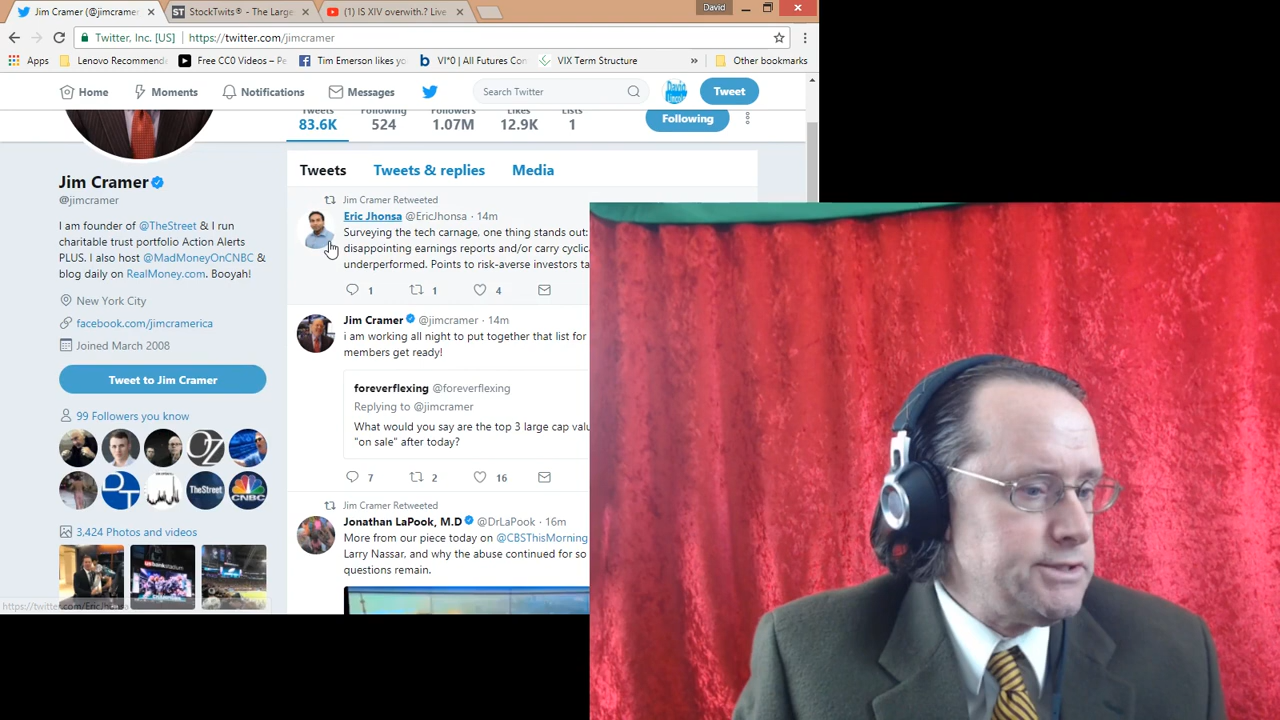 David
Jim Cramer (@jimcramer
StockTwits® - The Large
(1) IS XIV overwith.? Live
Twitter, Inc. [US]
https://twitter.com/jimcramer
Apps
Lenovo Recommend
Free CC0 Videos – Pe
Tim Emerson likes yo
VI*0 | All Futures Con
VIX Term Structure
»
Other bookmarks
Home
Moments
Notifications
Messages
Search Twitter
Tweet
Tweets
Following
Followers
Likes
Lists
83.6K
524
1.07M
12.9K
1
Following
Jim Cramer
@jimcramer
I am founder of @TheStreet & I run
charitable trust portfolio Action Alerts
PLUS. I also host @MadMoneyOnCNBC &
blog daily on RealMoney.com. Booyah!
New York City
facebook.com/jimcramerica
Joined March 2008
Tweet to Jim Cramer
99 Followers you know
TheStreet
CNBC
3,424 Photos and videos
Tweets
Tweets & replies
Media
Jim Cramer Retweeted
Eric Jhonsa @EricJhonsa · 14m
Surveying the tech carnage, one thing stands out:
disappointing earnings reports and/or carry cyclic
underperformed. Points to risk-averse investors ta
1
1
4
Jim Cramer @jimcramer · 14m
i am working all night to put together that list for
members get ready!
foreverflexing @foreverflexing
Replying to @jimcramer
What would you say are the top 3 large cap valu
"on sale" after today?
7
2
16
Jim Cramer Retweeted
Jonathan LaPook, M.D @DrLaPook · 16m
More from our piece today on @CBSThisMorning
Larry Nassar, and why the abuse continued for so
questions remain.
https://twitter.com/EricJhonsa